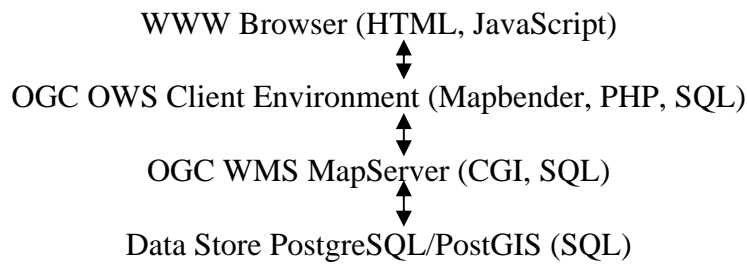 WWW Browser (HTML, JavaScript)
OGC OWS Client Environment (Mapbender, PHP, SQL)
OGC WMS MapServer (CGI, SQL)
Data Store PostgreSQL/PostGIS (SQL)